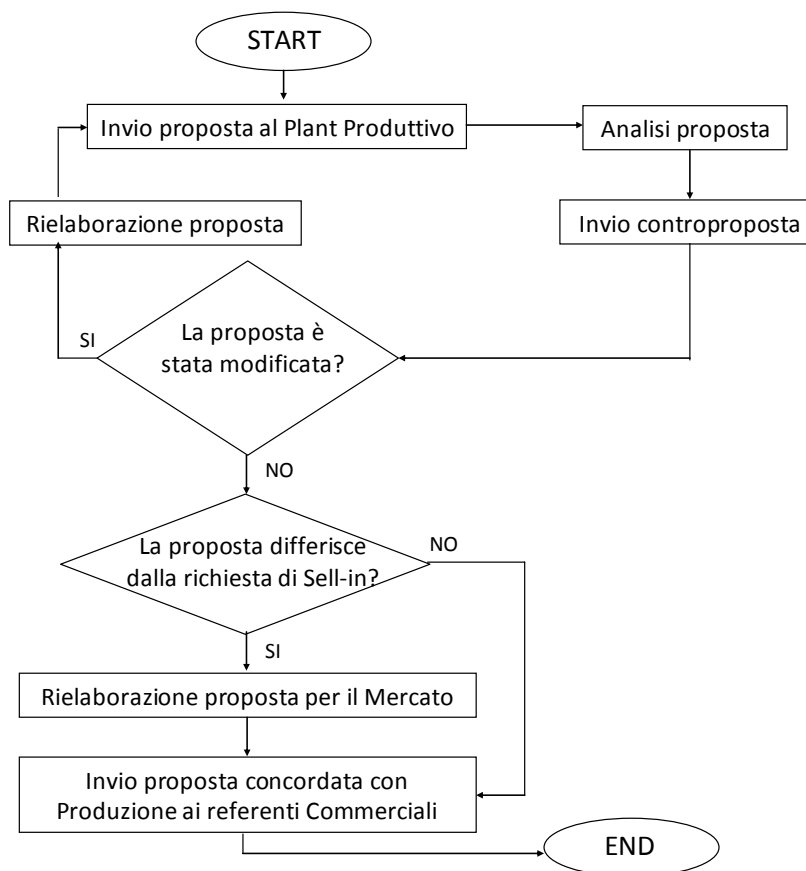 START
Invio proposta al Plant Produttivo
Analisi proposta
Rielaborazione proposta
Invio controproposta
La proposta è
stata modificata?
SI
NO
La proposta differisce
dalla richiesta di Sell-in?
NO
SI
Rielaborazione proposta per il Mercato
Invio proposta concordata con
Produzione ai referenti Commerciali
END